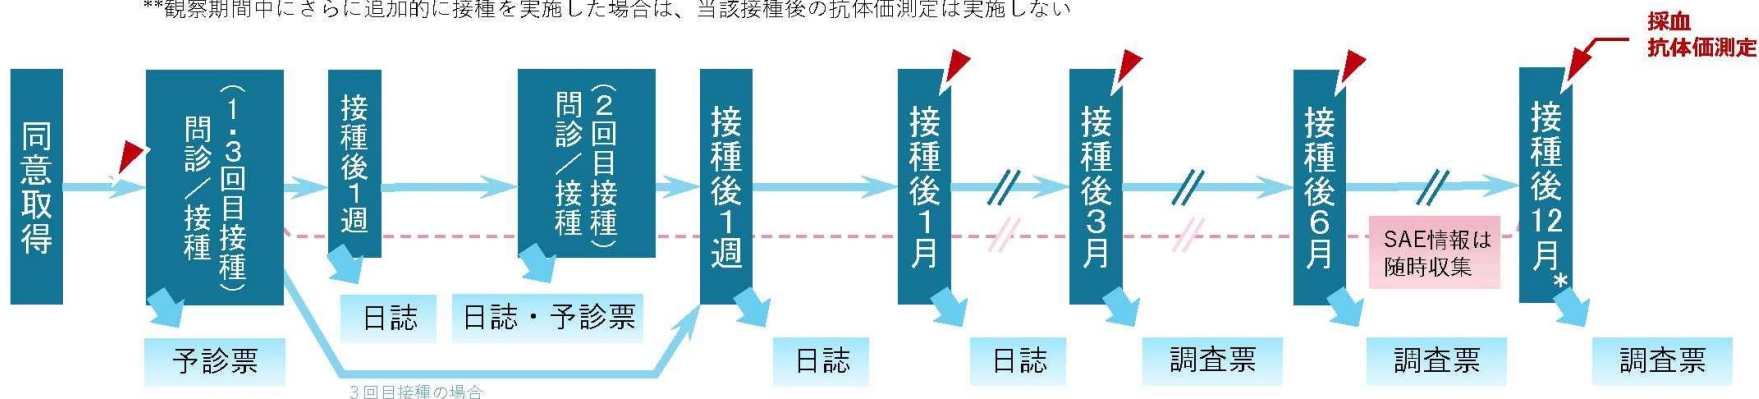 **観察期間中にさらに追加的に接種を実施した場合は、当該接種後の抗体価測定は実施しない
採血
抗体価測定
同意取得
(1・3回目接種)
問診/接種
接種後1週
(2回目接種)
問診/接種
接種後1週
接種後1月
接種後3月
接種後6月
接種後12月*
SAE情報は
随時収集
予診票
日誌
日誌・予診票
日誌
日誌
調査票
調査票
調査票
3回目接種の場合